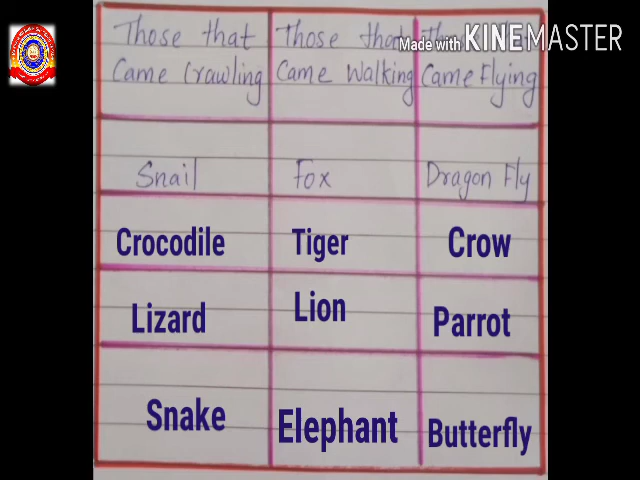 Those that Those that
Made with KINEMASTER
Came Crawling Came Walking Came Flying
Snail Fox Dragon Fly
Crocodile Tiger Crow
Lizard Lion Parrot
Snake Elephant Butterfly